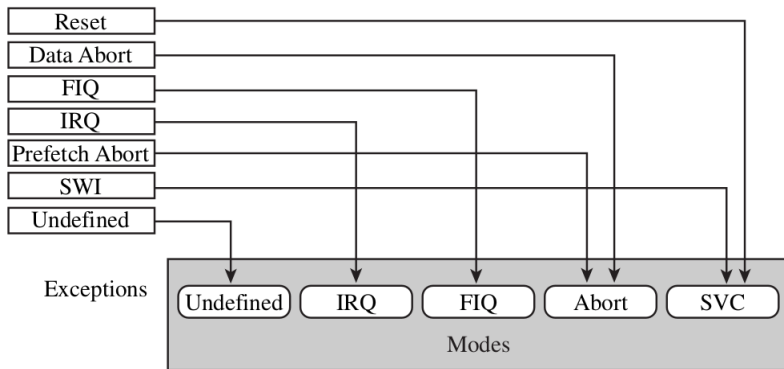 Reset
Data Abort
FIQ
IRQ
Prefetch Abort
SWI
Undefined
Exceptions
Undefined IRQ FIQ Abort SVC
Modes